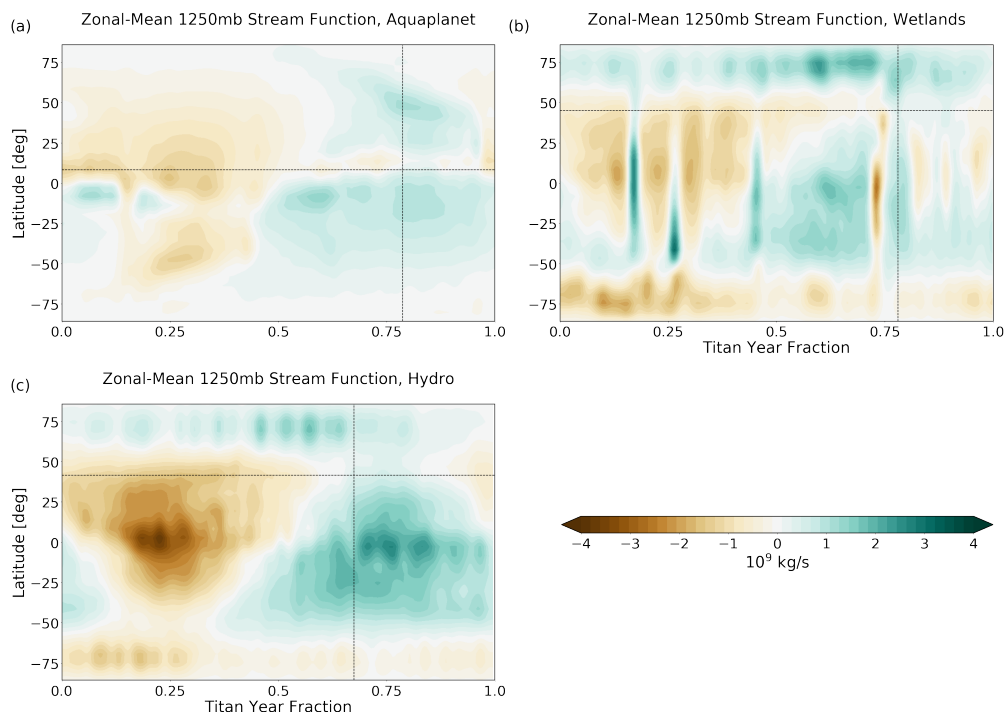 (a) Zonal-Mean 1250mb Stream Function, Aquaplanet
Latitude [deg]
75
50
25
0
−25
−50
−75
0.0 0.25 0.5 0.75 1.0
(b) Zonal-Mean 1250mb Stream Function, Wetlands
75
50
25
0
−25
−50
−75
0.0 0.25 0.5 0.75 1.0
Titan Year Fraction
(c) Zonal-Mean 1250mb Stream Function, Hydro
Latitude [deg]
75
50
25
0
−25
−50
−75
0.0 0.25 0.5 0.75 1.0
Titan Year Fraction
−4 −3 −2 −1 0 1 2 3 4
10⁹ kg/s